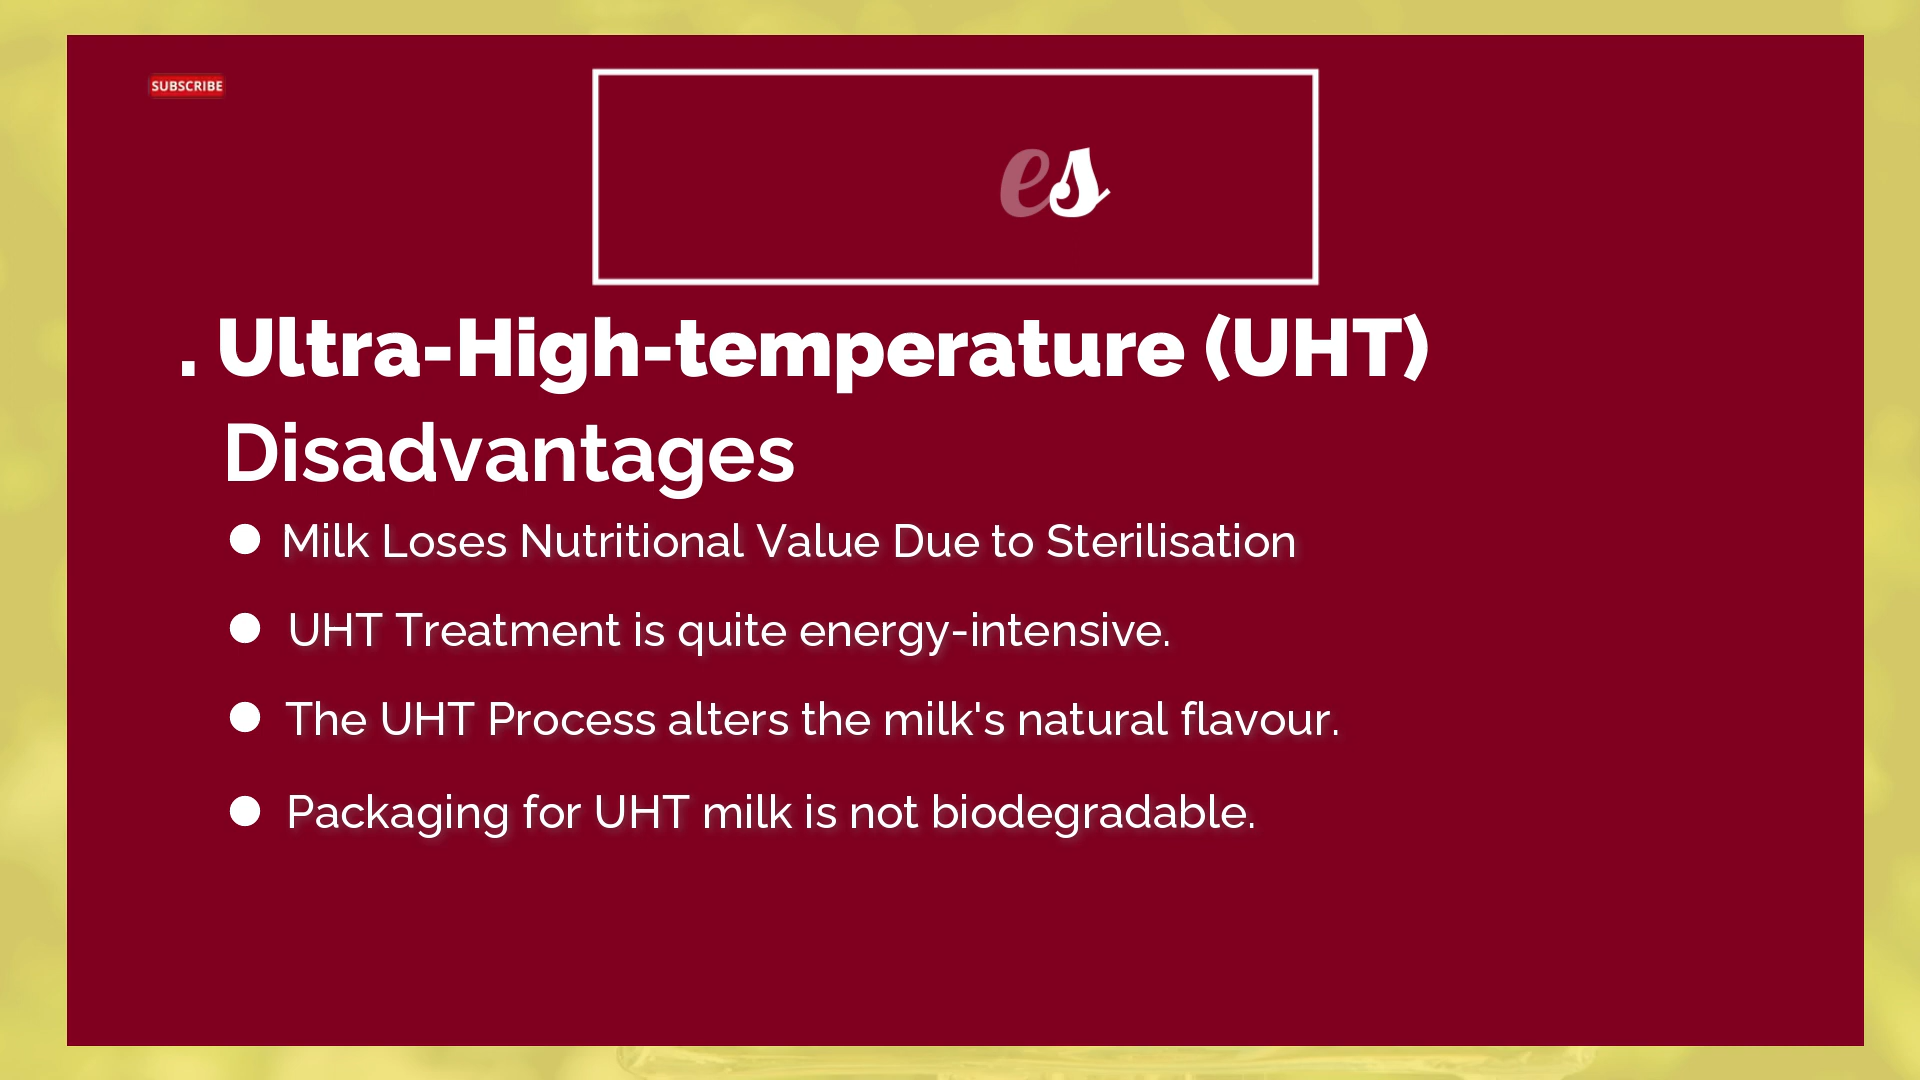 SUBSCRIBE
es
. Ultra-High-temperature (UHT)
Disadvantages
● Milk Loses Nutritional Value Due to Sterilisation
● UHT Treatment is quite energy-intensive.
● The UHT Process alters the milk's natural flavour.
● Packaging for UHT milk is not biodegradable.